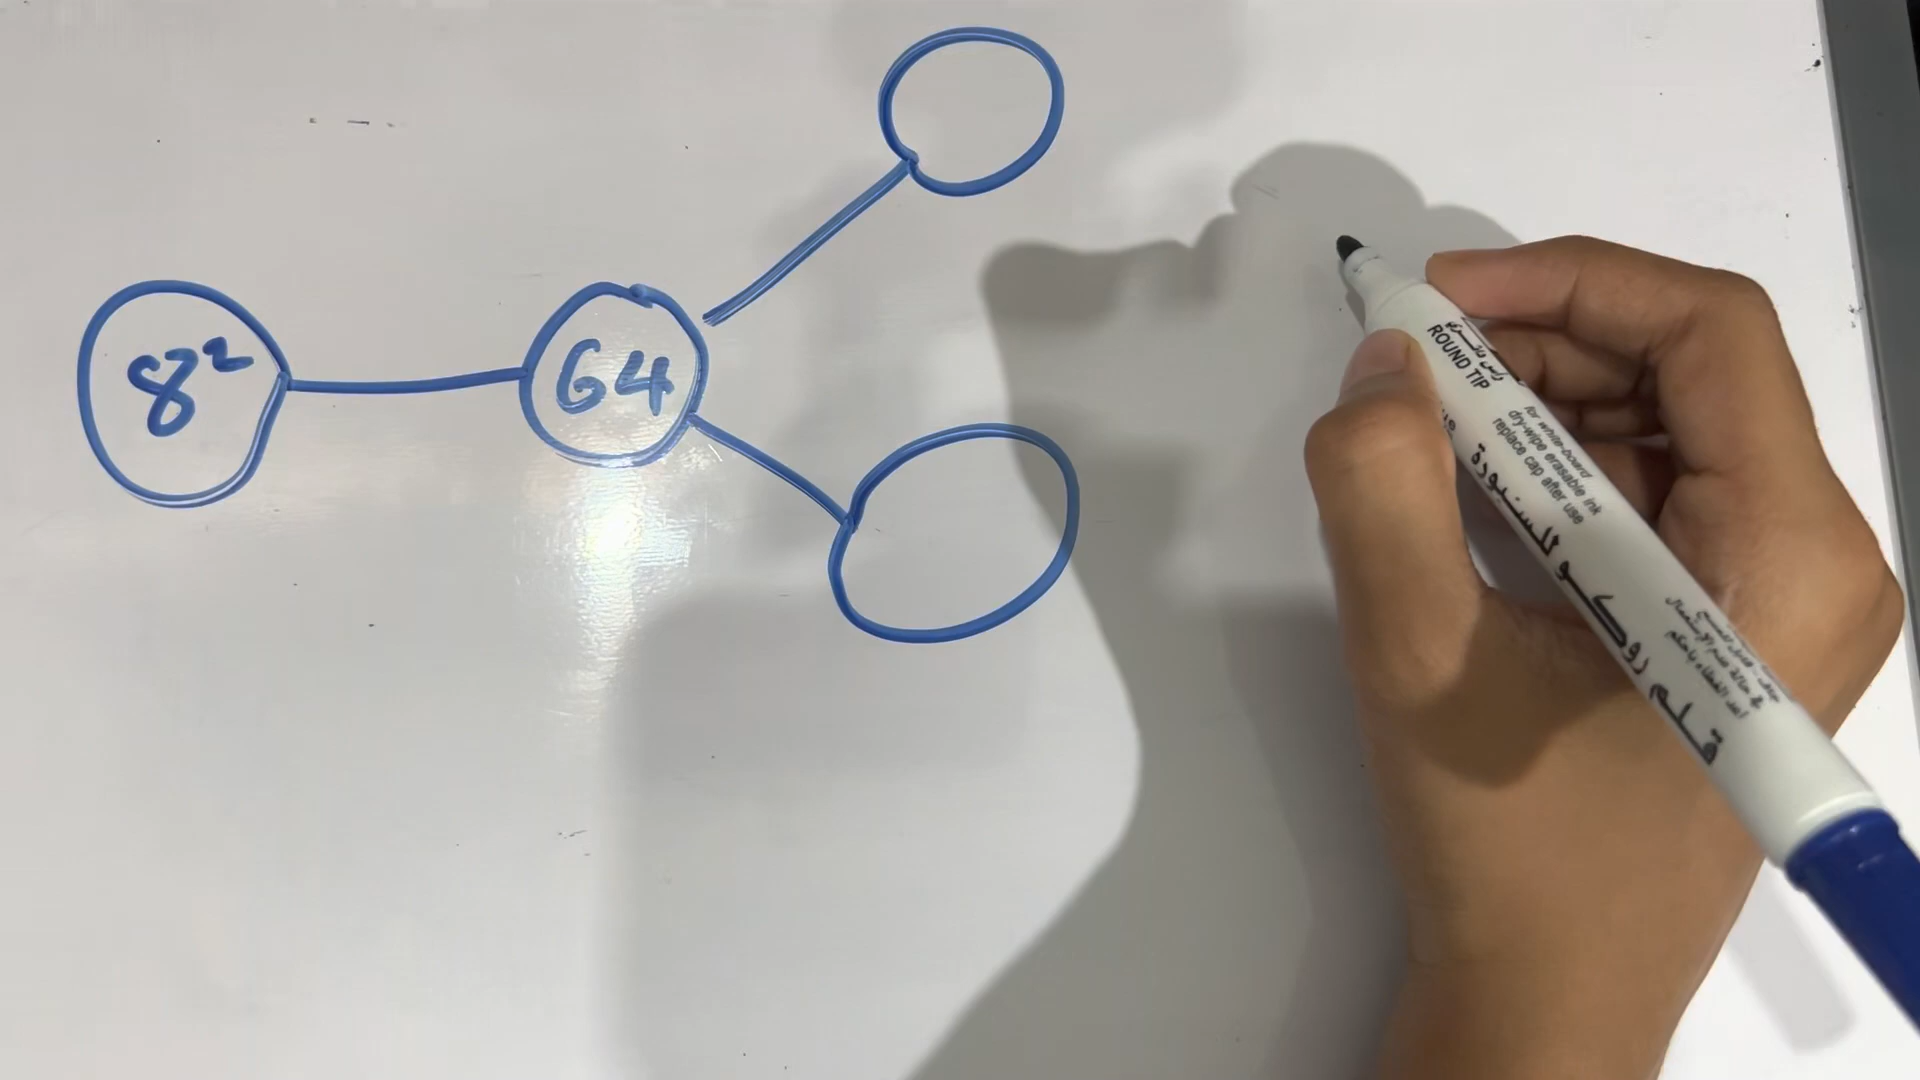 8²
64
ROUND TIP
for white-board
dry-wipe erasable ink
replace cap after use
قلم روكو للسبورة